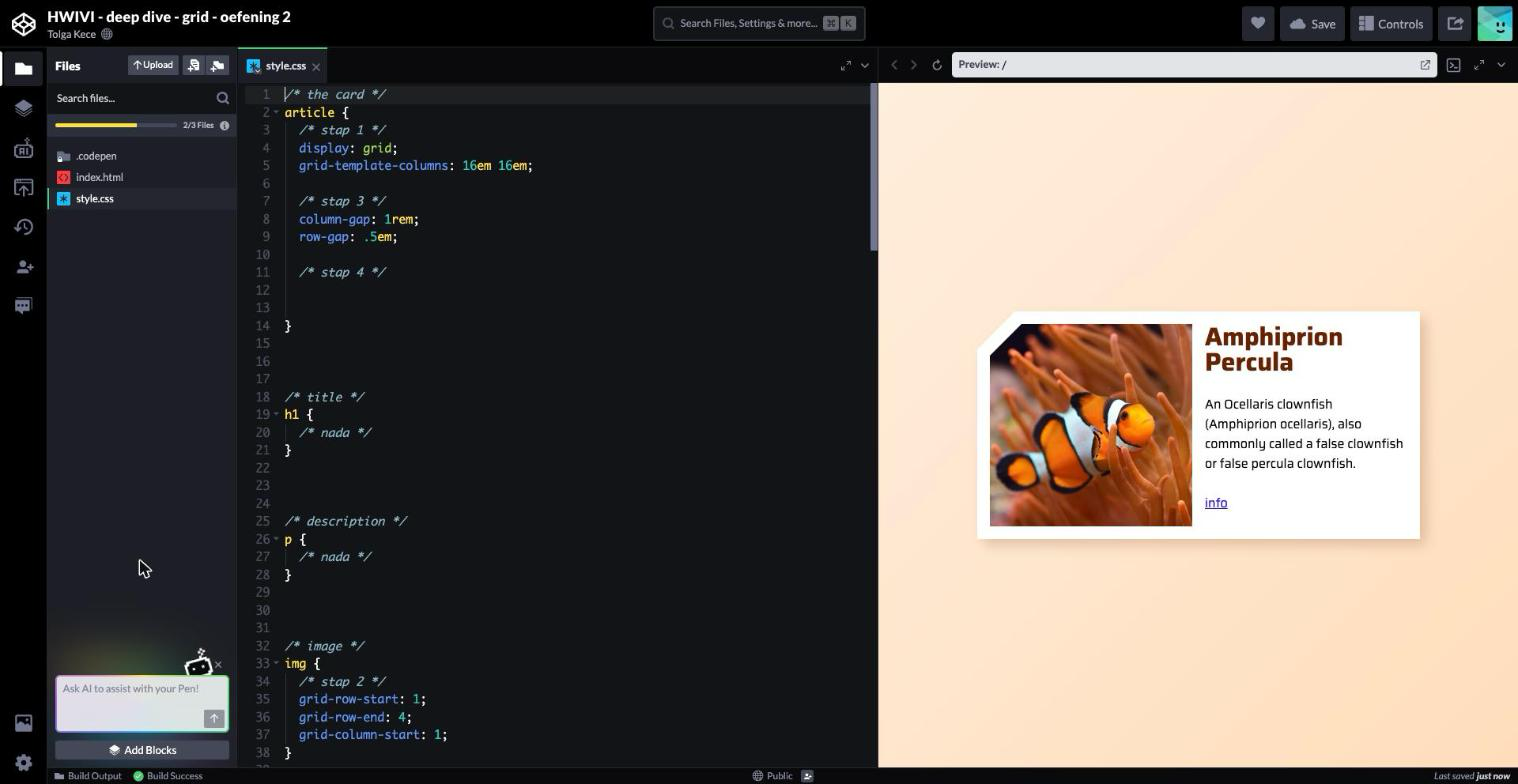 HWIVI - deep dive - grid - oefening 2
Tolga Kece
Search Files, Settings & more... ⌘ K
Save
Controls
Files
Upload
Search files...
2/3 Files
.codepen
index.html
style.css
Ask AI to assist with your Pen!
Add Blocks
style.css
1 /* the card */
2 article {
3 /* stap 1 */
4 display: grid;
5 grid-template-columns: 16em 16em;
6
7 /* stap 3 */
8 column-gap: 1rem;
9 row-gap: .5em;
10
11 /* stap 4 */
12
13
14 }
15
16
17
18 /* title */
19 h1 {
20 /* nada */
21 }
22
23
24
25 /* description */
26 p {
27 /* nada */
28 }
29
30
31
32 /* image */
33 img {
34 /* stap 2 */
35 grid-row-start: 1;
36 grid-row-end: 4;
37 grid-column-start: 1;
38 }
Preview: /
Amphiprion
Percula
An Ocellaris clownfish
(Amphiprion ocellaris), also
commonly called a false clownfish
or false percula clownfish.
info
Build Output
Build Success
Public
Last saved just now